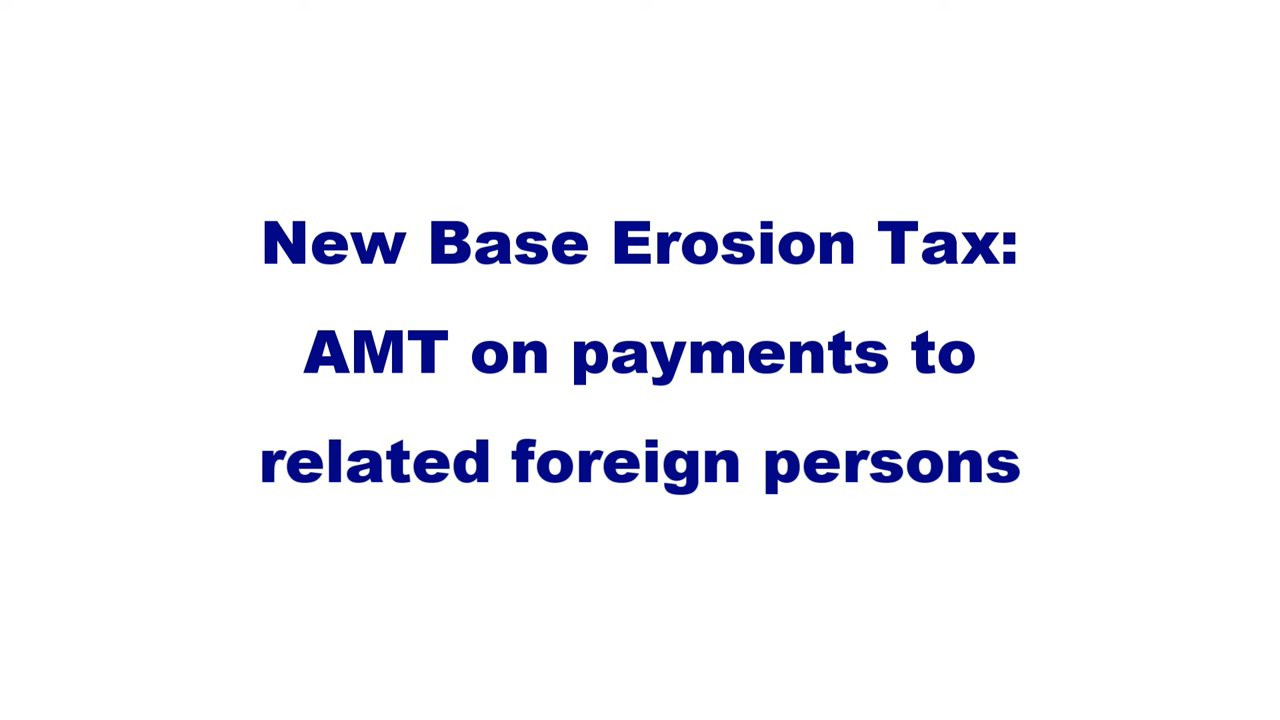 New Base Erosion Tax:
AMT on payments to
related foreign persons